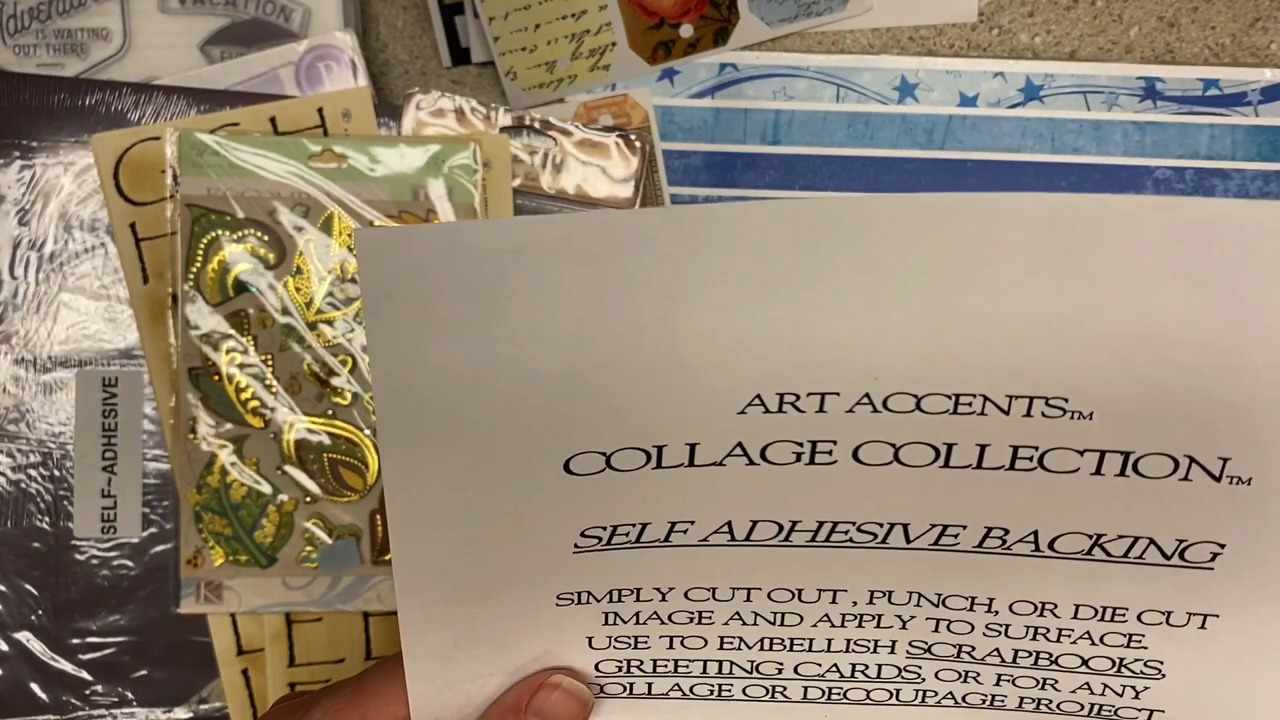 Adventure
IS WAITING
OUT THERE
VACATION
SELF~ADHESIVE
ART ACCENTS™
COLLAGE COLLECTION™
SELF ADHESIVE BACKING
SIMPLY CUT OUT, PUNCH, OR DIE CUT
IMAGE AND APPLY TO SURFACE.
USE TO EMBELLISH SCRAPBOOKS,
GREETING CARDS, OR FOR ANY
COLLAGE OR DECOUPAGE PROJECT